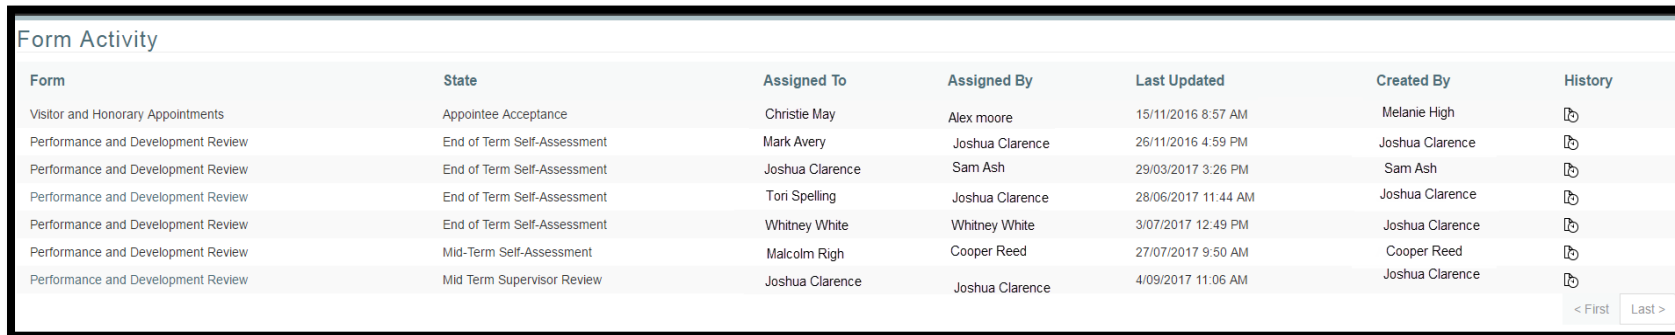 Form Activity
Form State Assigned To Assigned By Last Updated Created By History
Visitor and Honorary Appointments Appointee Acceptance Christie May Alex moore 15/11/2016 8:57 AM Melanie High
Performance and Development Review End of Term Self-Assessment Mark Avery Joshua Clarence 26/11/2016 4:59 PM Joshua Clarence
Performance and Development Review End of Term Self-Assessment Joshua Clarence Sam Ash 29/03/2017 3:26 PM Sam Ash
Performance and Development Review End of Term Self-Assessment Tori Spelling Joshua Clarence 28/06/2017 11:44 AM Joshua Clarence
Performance and Development Review End of Term Self-Assessment Whitney White Whitney White 3/07/2017 12:49 PM Joshua Clarence
Performance and Development Review Mid-Term Self-Assessment Malcolm Righ Cooper Reed 27/07/2017 9:50 AM Cooper Reed
Performance and Development Review Mid Term Supervisor Review Joshua Clarence Joshua Clarence 4/09/2017 11:06 AM Joshua Clarence
< First Last >